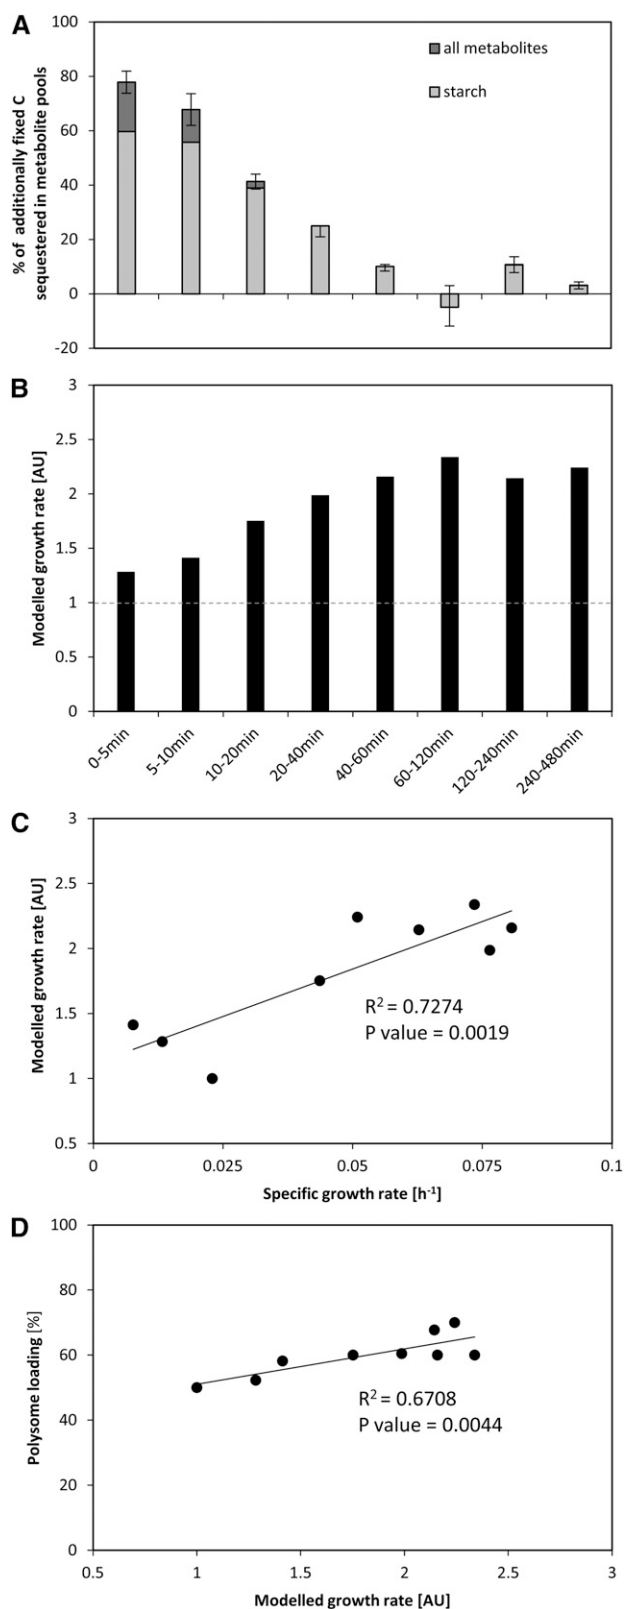 A
% of additionally fixed C
sequestered in metabolite pools
100
80
60
40
20
0
-20
all metabolites
starch
B
Modelled growth rate [AU]
3
2.5
2
1.5
1
0.5
0
0-5min
5-10min
10-20min
20-40min
40-60min
60-120min
120-240min
240-480min
C
Modelled growth rate [AU]
3
2.5
2
1.5
1
0.5
R² = 0.7274
P value = 0.0019
0
0.025
0.05
0.075
0.1
Specific growth rate [h⁻¹]
D
Polysome loading [%]
100
80
60
40
20
0
R² = 0.6708
P value = 0.0044
0.5
1
1.5
2
2.5
3
Modelled growth rate [AU]